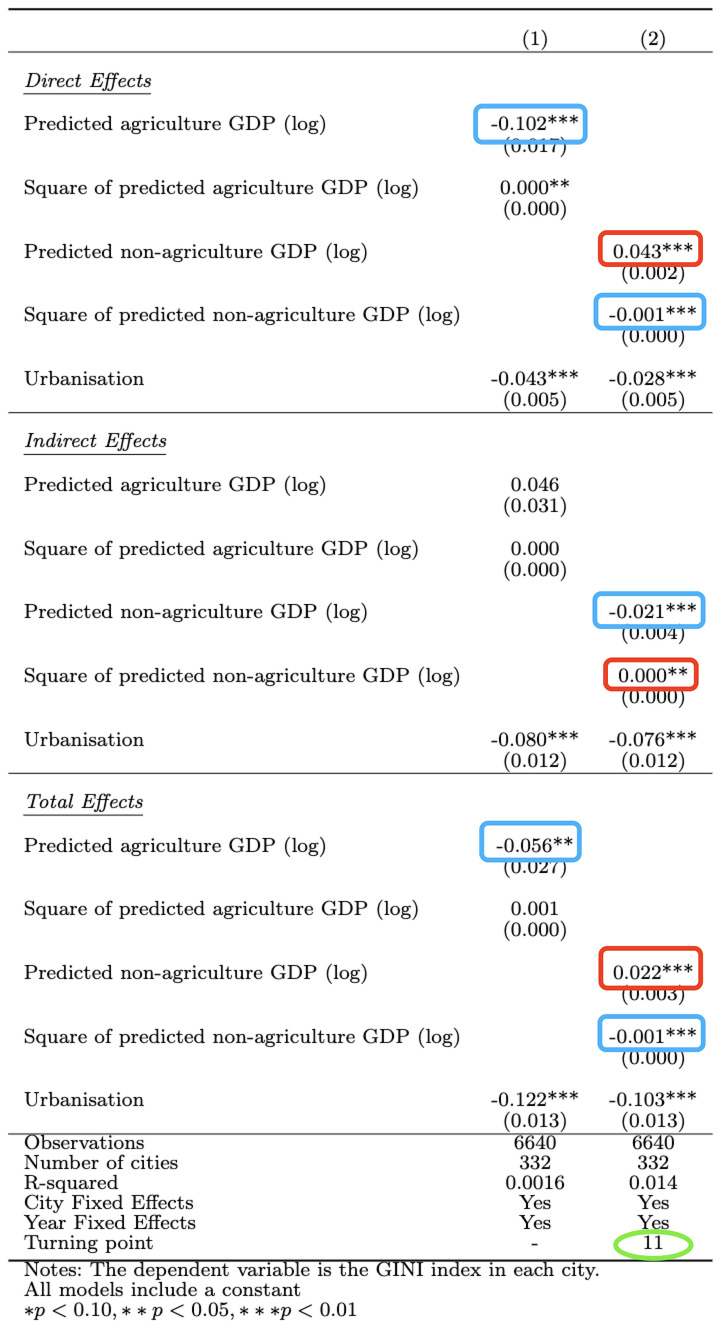 (1) (2)
Direct Effects
Predicted agriculture GDP (log) -0.102***
(0.017)
Square of predicted agriculture GDP (log) 0.000**
(0.000)
Predicted non-agriculture GDP (log) 0.043***
(0.002)
Square of predicted non-agriculture GDP (log) -0.001***
(0.000)
Urbanisation -0.043*** -0.028***
(0.005) (0.005)
Indirect Effects
Predicted agriculture GDP (log) 0.046
(0.031)
Square of predicted agriculture GDP (log) 0.000
(0.000)
Predicted non-agriculture GDP (log) -0.021***
(0.004)
Square of predicted non-agriculture GDP (log) 0.000**
(0.000)
Urbanisation -0.080*** -0.076***
(0.012) (0.012)
Total Effects
Predicted agriculture GDP (log) -0.056**
(0.027)
Square of predicted agriculture GDP (log) 0.001
(0.000)
Predicted non-agriculture GDP (log) 0.022***
(0.003)
Square of predicted non-agriculture GDP (log) -0.001***
(0.000)
Urbanisation -0.122*** -0.103***
(0.013) (0.013)
Observations 6640 6640
Number of cities 332 332
R-squared 0.0016 0.014
City Fixed Effects Yes Yes
Year Fixed Effects Yes Yes
Turning point - 11
Notes: The dependent variable is the GINI index in each city.
All models include a constant
*p < 0.10, * * p < 0.05, * * *p < 0.01